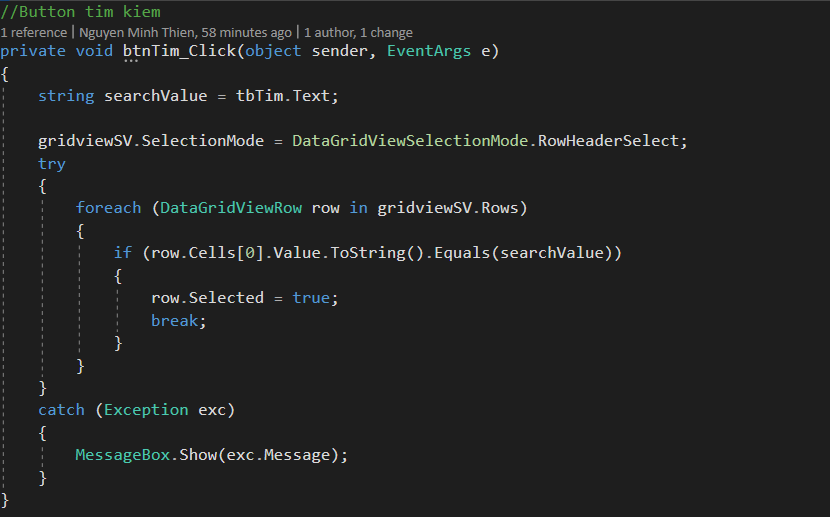 //Button tim kiem
1 reference | Nguyen Minh Thien, 58 minutes ago | 1 author, 1 change
private void btnTim_Click(object sender, EventArgs e)
{
    string searchValue = tbTim.Text;

    gridviewSV.SelectionMode = DataGridViewSelectionMode.RowHeaderSelect;
    try
    {
        foreach (DataGridViewRow row in gridviewSV.Rows)
        {
            if (row.Cells[0].Value.ToString().Equals(searchValue))
            {
                row.Selected = true;
                break;
            }
        }
    }
    catch (Exception exc)
    {
        MessageBox.Show(exc.Message);
    }
}